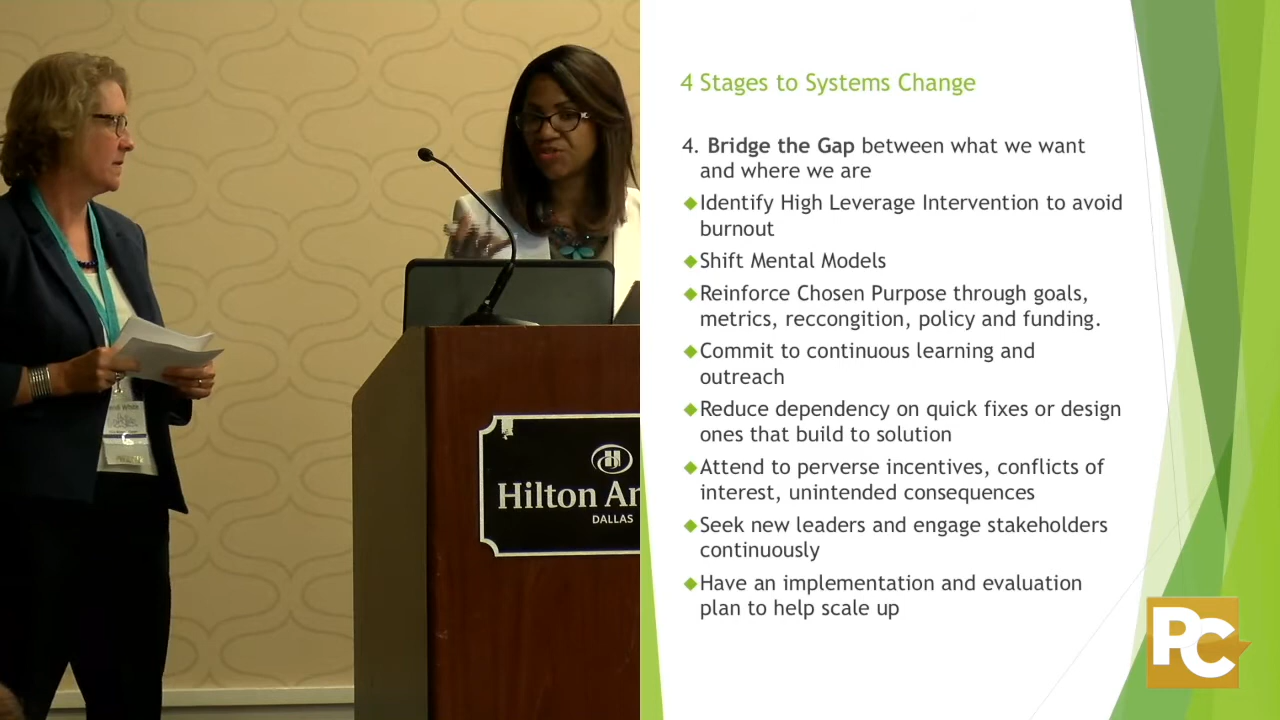 4 Stages to Systems Change
4. Bridge the Gap between what we want
and where we are
Identify High Leverage Intervention to avoid
burnout
Shift Mental Models
Reinforce Chosen Purpose through goals,
metrics, reccongition, policy and funding.
Commit to continuous learning and
outreach
Reduce dependency on quick fixes or design
ones that build to solution
Attend to perverse incentives, conflicts of
interest, unintended consequences
Seek new leaders and engage stakeholders
continuously
Have an implementation and evaluation
plan to help scale up
PC
H
Hilton
DALLAS